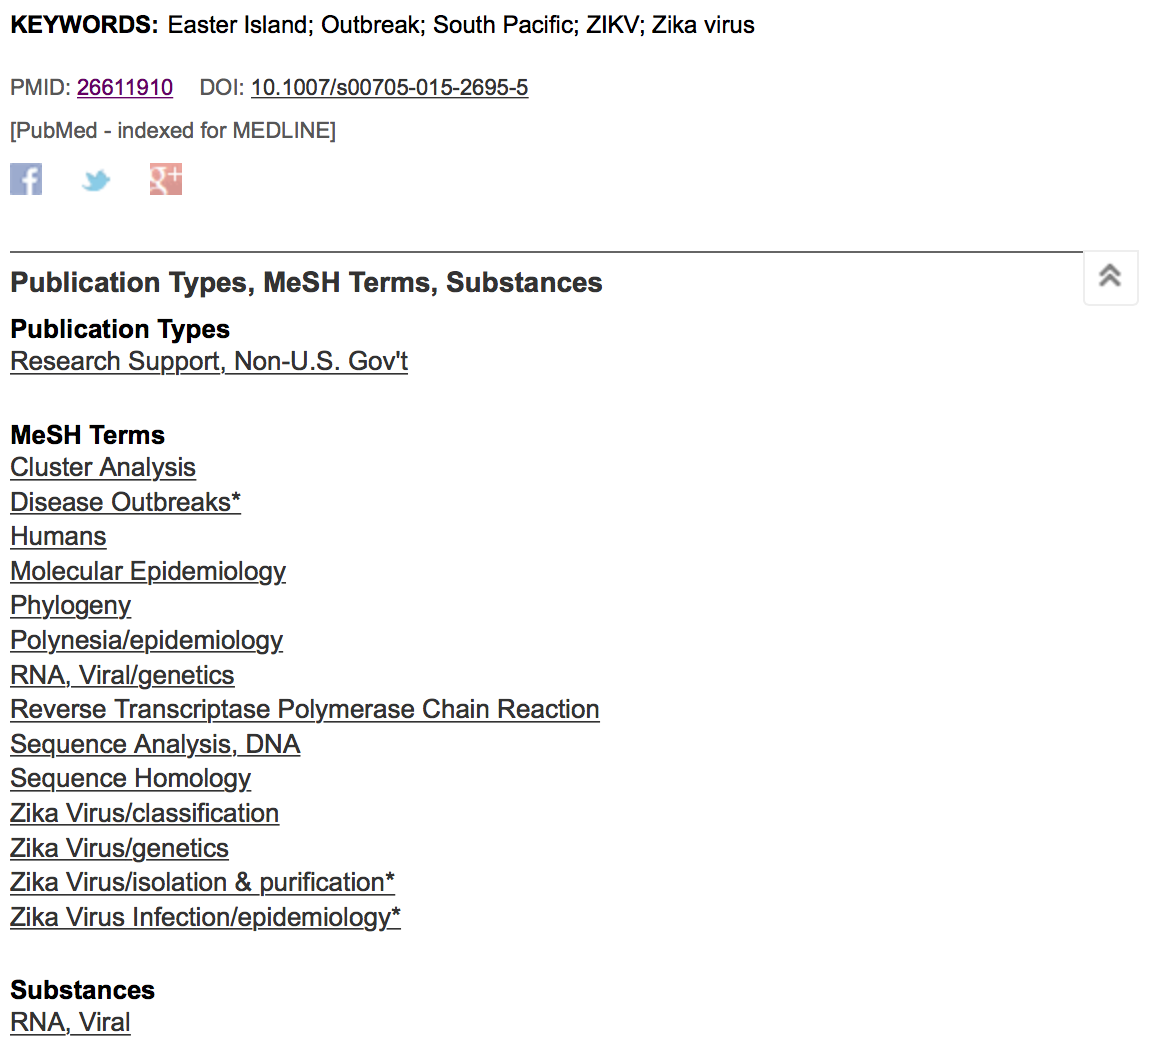 KEYWORDS: Easter Island; Outbreak; South Pacific; ZIKV; Zika virus
PMID: 26611910 DOI: 10.1007/s00705-015-2695-5
[PubMed - indexed for MEDLINE]
f g+
Publication Types, MeSH Terms, Substances
Publication Types
Research Support, Non-U.S. Gov't
MeSH Terms
Cluster Analysis
Disease Outbreaks*
Humans
Molecular Epidemiology
Phylogeny
Polynesia/epidemiology
RNA, Viral/genetics
Reverse Transcriptase Polymerase Chain Reaction
Sequence Analysis, DNA
Sequence Homology
Zika Virus/classification
Zika Virus/genetics
Zika Virus/isolation & purification*
Zika Virus Infection/epidemiology*
Substances
RNA, Viral